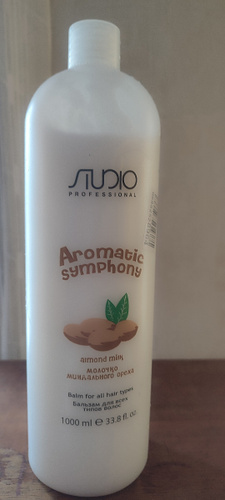 STUDIO
PROFESSIONAL
Aromatic
symphony
almond milk
молочко
миндального ореха
Balm for all hair types
Бальзам для всех
типов волос
1000 ml ℮ 33.8 fl. oz